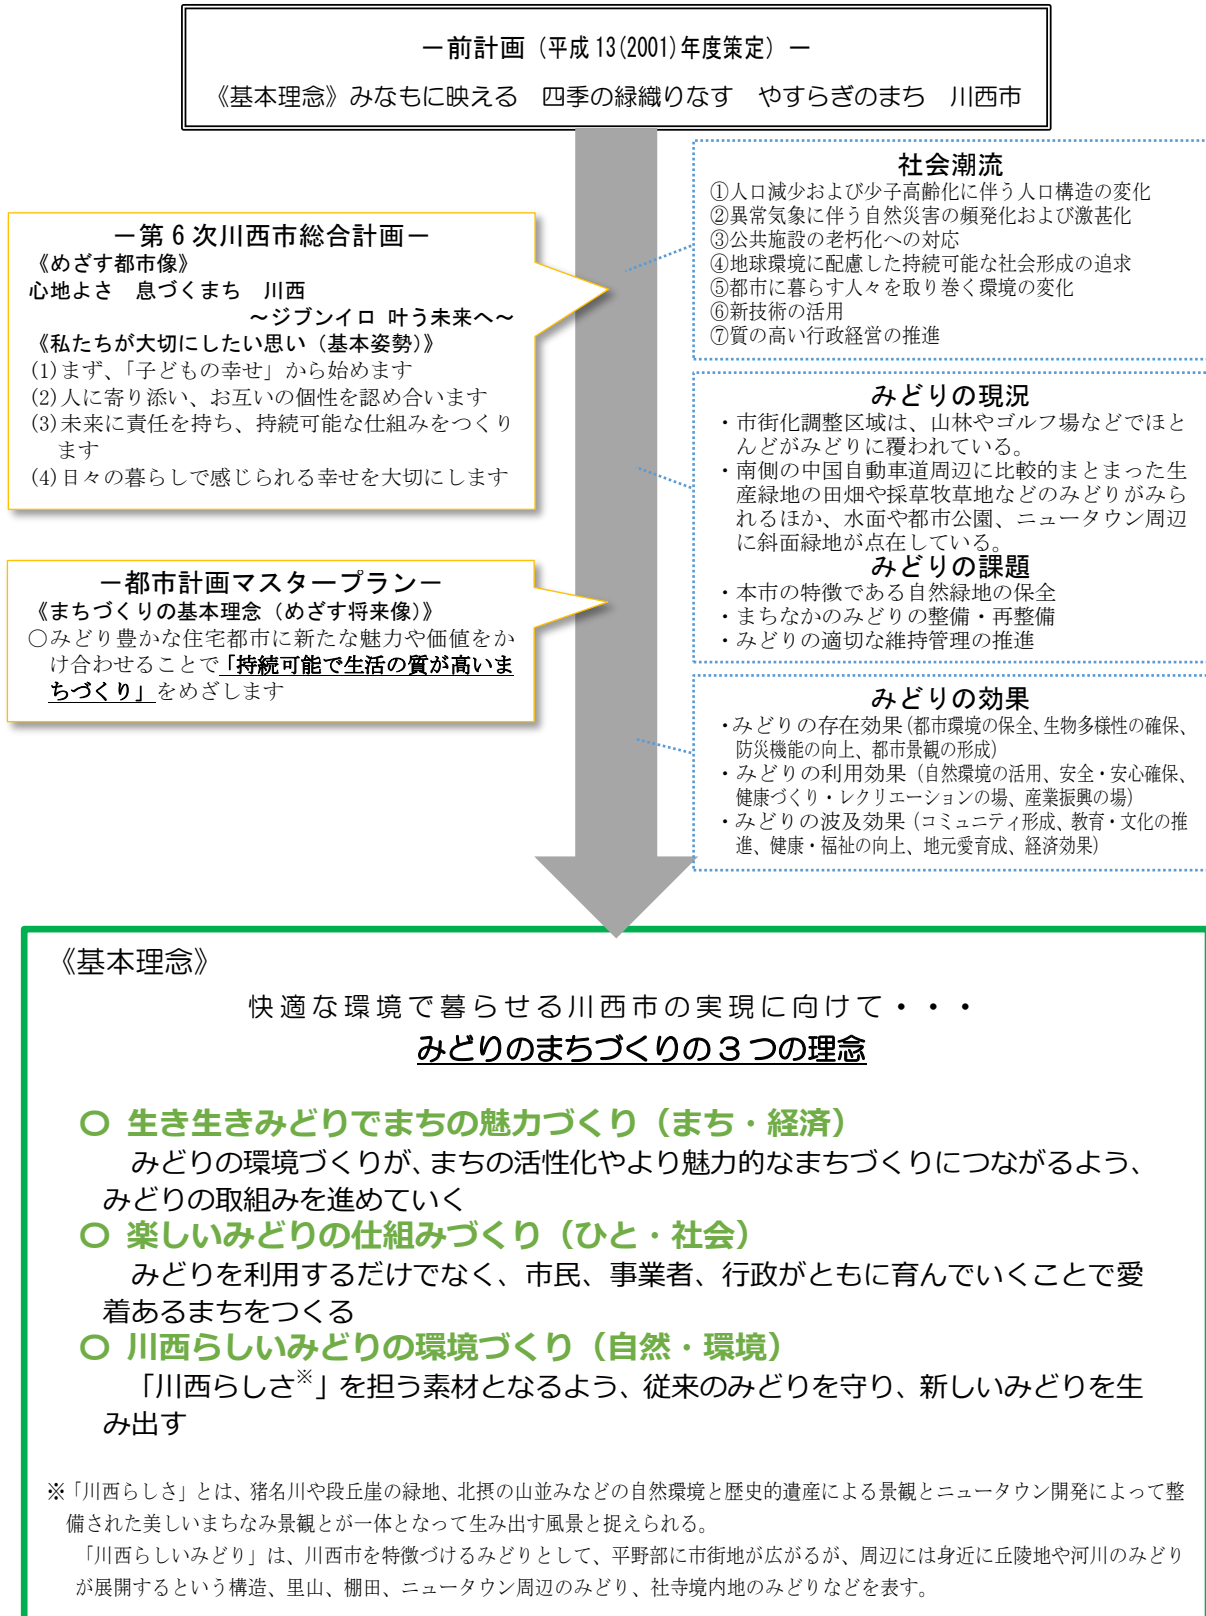 －前計画（平成13(2001)年度策定）－
《基本理念》みなもに映える　四季の緑織りなす　やすらぎのまち　川西市
社会潮流
①人口減少および少子高齢化に伴う人口構造の変化
②異常気象に伴う自然災害の頻発化および激甚化
③公共施設の老朽化への対応
④地球環境に配慮した持続可能な社会形成の追求
⑤都市に暮らす人々を取り巻く環境の変化
⑥新技術の活用
⑦質の高い行政経営の推進
－第6次川西市総合計画－
《めざす都市像》
心地よさ　息づくまち　川西
～ジブンイロ 叶う未来へ～
《私たちが大切にしたい思い（基本姿勢）》
(1)まず、「子どもの幸せ」から始めます
(2)人に寄り添い、お互いの個性を認め合います
(3)未来に責任を持ち、持続可能な仕組みをつくり
ます
(4)日々の暮らしで感じられる幸せを大切にします
みどりの現況
・市街化調整区域は、山林やゴルフ場などでほと
んどがみどりに覆われている。
・南側の中国自動車道周辺に比較的まとまった生
産緑地の田畑や採草牧草地などのみどりがみら
れるほか、水面や都市公園、ニュータウン周辺
に斜面緑地が点在している。
みどりの課題
・本市の特徴である自然緑地の保全
・まちなかのみどりの整備・再整備
・みどりの適切な維持管理の推進
－都市計画マスタープラン－
《まちづくりの基本理念（めざす将来像）》
○みどり豊かな住宅都市に新たな魅力や価値をか
け合わせることで「持続可能で生活の質が高いま
ちづくり」をめざします
みどりの効果
・みどりの存在効果（都市環境の保全、生物多様性の確保、
防災機能の向上、都市景観の形成）
・みどりの利用効果（自然環境の活用、安全・安心確保、
健康づくり・レクリエーションの場、産業振興の場）
・みどりの波及効果（コミュニティ形成、教育・文化の推
進、健康・福祉の向上、地元愛育成、経済効果）
《基本理念》
快適な環境で暮らせる川西市の実現に向けて・・・
みどりのまちづくりの3つの理念
○ 生き生きみどりでまちの魅力づくり（まち・経済）
みどりの環境づくりが、まちの活性化やより魅力的なまちづくりにつながるよう、
みどりの取組みを進めていく
○ 楽しいみどりの仕組みづくり（ひと・社会）
みどりを利用するだけでなく、市民、事業者、行政がともに育んでいくことで愛
着あるまちをつくる
○ 川西らしいみどりの環境づくり（自然・環境）
「川西らしさ※」を担う素材となるよう、従来のみどりを守り、新しいみどりを生
み出す
※「川西らしさ」とは、猪名川や段丘崖の緑地、北摂の山並みなどの自然環境と歴史的遺産による景観とニュータウン開発によって整
備された美しいまちなみ景観とが一体となって生み出す風景と捉えられる。
「川西らしいみどり」は、川西市を特徴づけるみどりとして、平野部に市街地が広がるが、周辺には身近に丘陵地や河川のみどり
が展開するという構造、里山、棚田、ニュータウン周辺のみどり、社寺境内地のみどりなどを表す。